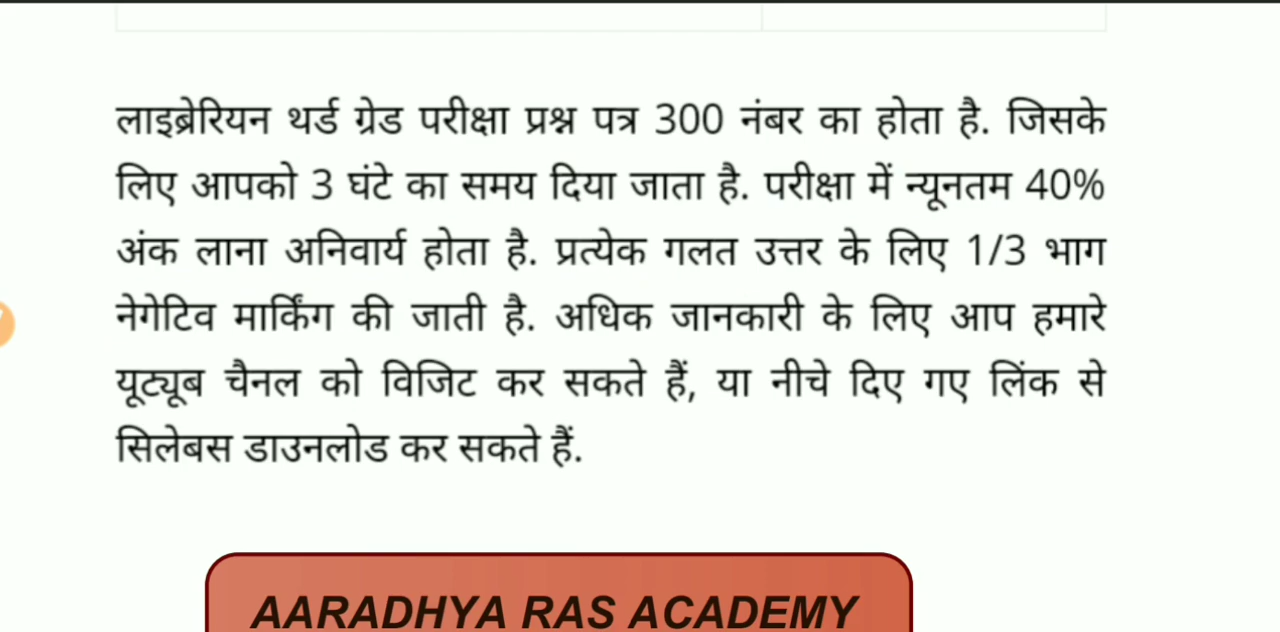 लाइब्रेरियन थर्ड ग्रेड परीक्षा प्रश्न पत्र 300 नंबर का होता है. जिसके
लिए आपको 3 घंटे का समय दिया जाता है. परीक्षा में न्यूनतम 40%
अंक लाना अनिवार्य होता है. प्रत्येक गलत उत्तर के लिए 1/3 भाग
नेगेटिव मार्किंग की जाती है. अधिक जानकारी के लिए आप हमारे
यूट्यूब चैनल को विजिट कर सकते हैं, या नीचे दिए गए लिंक से
सिलेबस डाउनलोड कर सकते हैं.
AARADHYA RAS ACADEMY